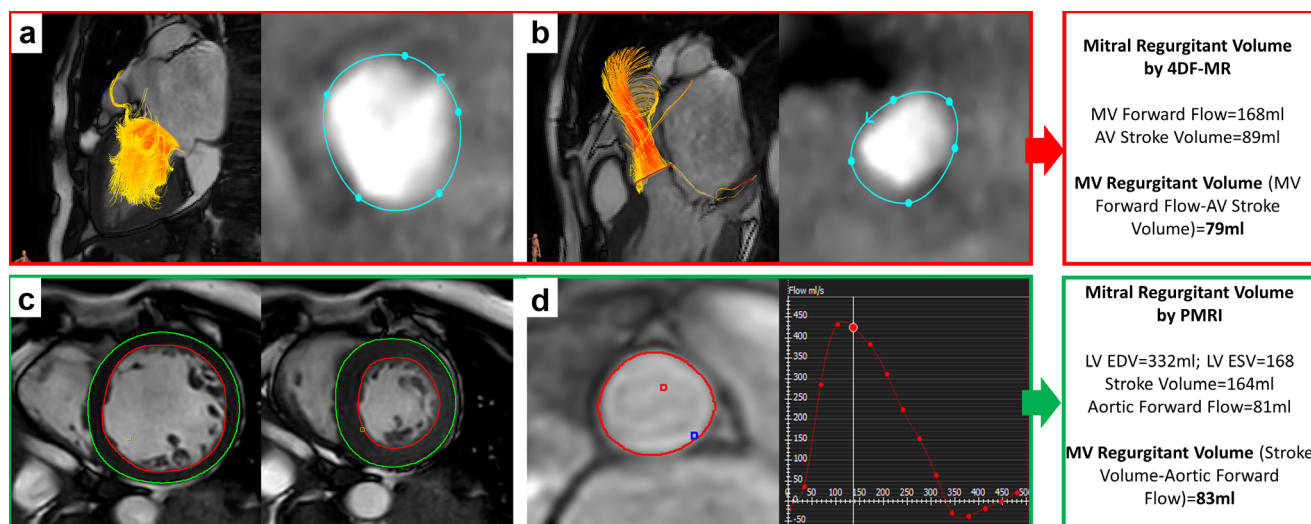 a
b
Mitral Regurgitant Volume
by 4DF-MR
MV Forward Flow=168ml
AV Stroke Volume=89ml
MV Regurgitant Volume (MV
Forward Flow-AV Stroke
Volume)=79ml
c
d
Flow ml/s
450
400
350
300
250
200
150
100
50
-50
50 100 150 200 250 300 350 400 450
Mitral Regurgitant Volume
by PMRI
LV EDV=332ml; LV ESV=168
Stroke Volume=164ml
Aortic Forward Flow=81ml
MV Regurgitant Volume (Stroke
Volume-Aortic Forward
Flow)=83ml